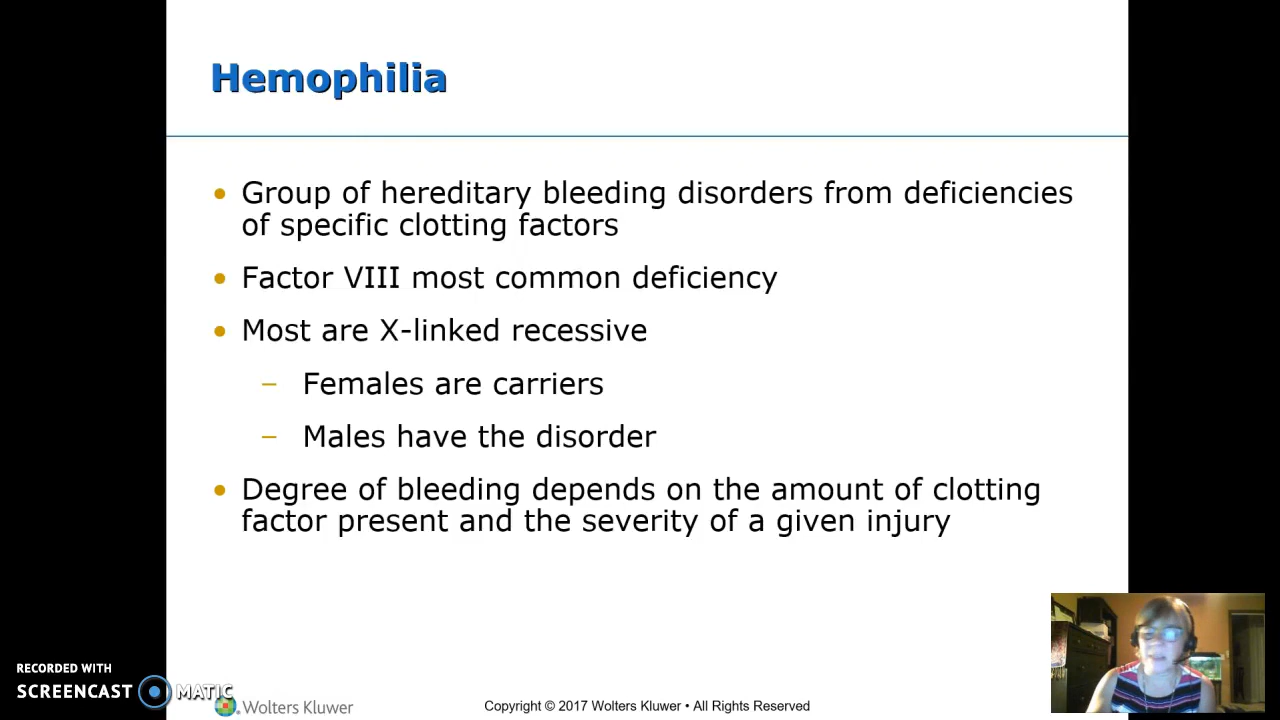 Hemophilia
• Group of hereditary bleeding disorders from deficiencies
of specific clotting factors
• Factor VIII most common deficiency
• Most are X-linked recessive
– Females are carriers
– Males have the disorder
• Degree of bleeding depends on the amount of clotting
factor present and the severity of a given injury
RECORDED WITH
SCREENCAST MATIC
Wolters Kluwer
Copyright © 2017 Wolters Kluwer • All Rights Reserved